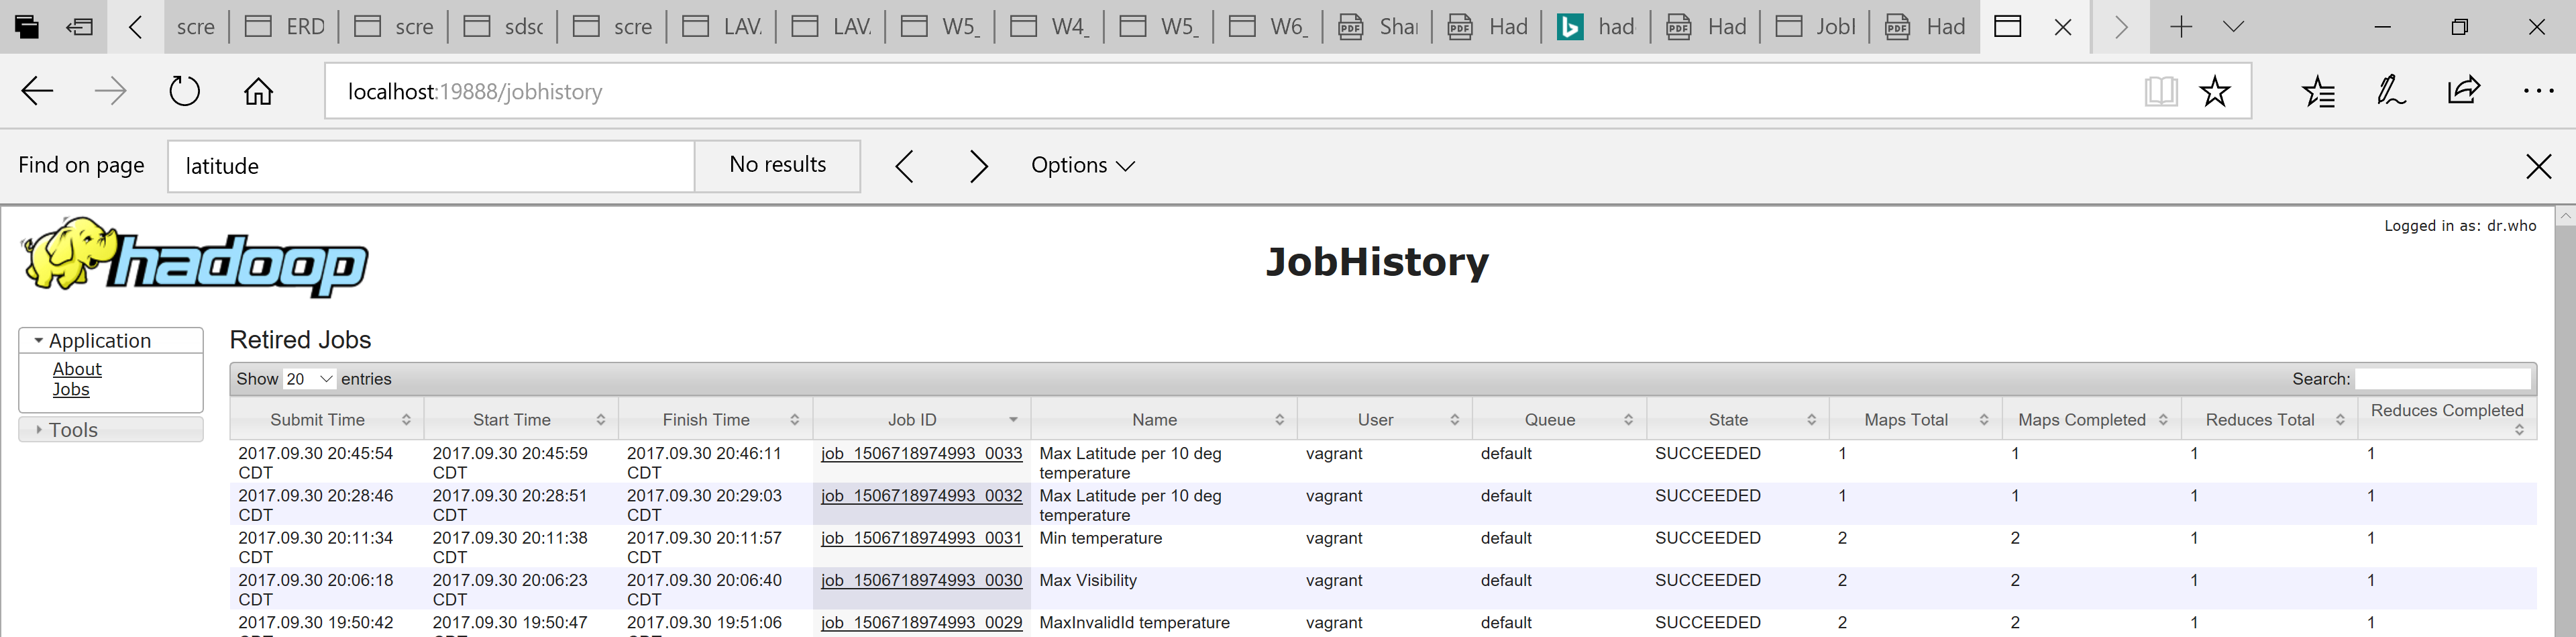 scre ERD scre sdsc scre LAV. LAV. W5_ W4_ W5_ W6_ Shar Had had Had Jobl Had
localhost:19888/jobhistory
Find on page latitude No results Options
hadoop
JobHistory
Logged in as: dr.who
Application
About
Jobs
Tools
Retired Jobs
Show 20 entries Search:
Submit Time Start Time Finish Time Job ID Name User Queue State Maps Total Maps Completed Reduces Total Reduces Completed
2017.09.30 20:45:54 2017.09.30 20:45:59 2017.09.30 20:46:11 job_1506718974993_0033 Max Latitude per 10 deg vagrant default SUCCEEDED 1 1 1 1
CDT CDT CDT temperature
2017.09.30 20:28:46 2017.09.30 20:28:51 2017.09.30 20:29:03 job_1506718974993_0032 Max Latitude per 10 deg vagrant default SUCCEEDED 1 1 1 1
CDT CDT CDT temperature
2017.09.30 20:11:34 2017.09.30 20:11:38 2017.09.30 20:11:57 job_1506718974993_0031 Min temperature vagrant default SUCCEEDED 2 2 1 1
CDT CDT CDT
2017.09.30 20:06:18 2017.09.30 20:06:23 2017.09.30 20:06:40 job_1506718974993_0030 Max Visibility vagrant default SUCCEEDED 2 2 1 1
CDT CDT CDT
2017.09.30 19:50:42 2017.09.30 19:50:47 2017.09.30 19:51:06 job_1506718974993_0029 MaxInvalidId temperature vagrant default SUCCEEDED 2 2 1 1